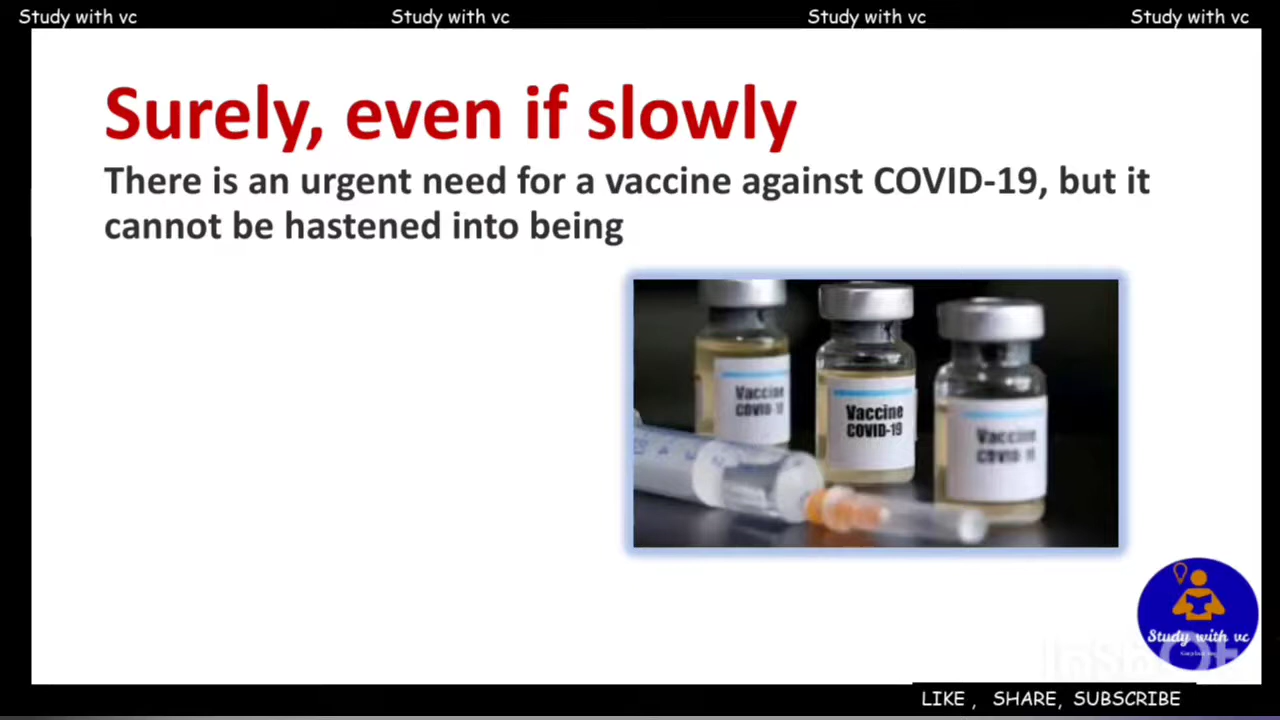 Study with vc Study with vc Study with vc Study with vc
Surely, even if slowly
There is an urgent need for a vaccine against COVID-19, but it
cannot be hastened into being
Vaccine
COVID-19
Vaccine
COVID-19
Vaccine
COVID-19
Study with vc
LIKE , SHARE, SUBSCRIBE